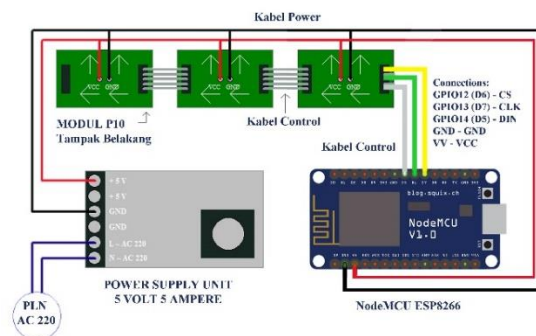 Kabel Power
VCC GND
VCC GND
VCC GND
MODUL P10
Tampak Belakang
Kabel Control
Kabel Control
Connections:
GPIO12 (D6) - CS
GPIO13 (D7) - CLK
GPIO14 (D5) - DIN
GND - GND
VV - VCC
+ 5 V
+ 5 V
GND
GND
L - AC 220
N - AC 220
PLN
AC 220
POWER SUPPLY UNIT
5 VOLT 5 AMPERE
blog.squix.ch
NodeMCU
V1.0
NodeMCU ESP8266